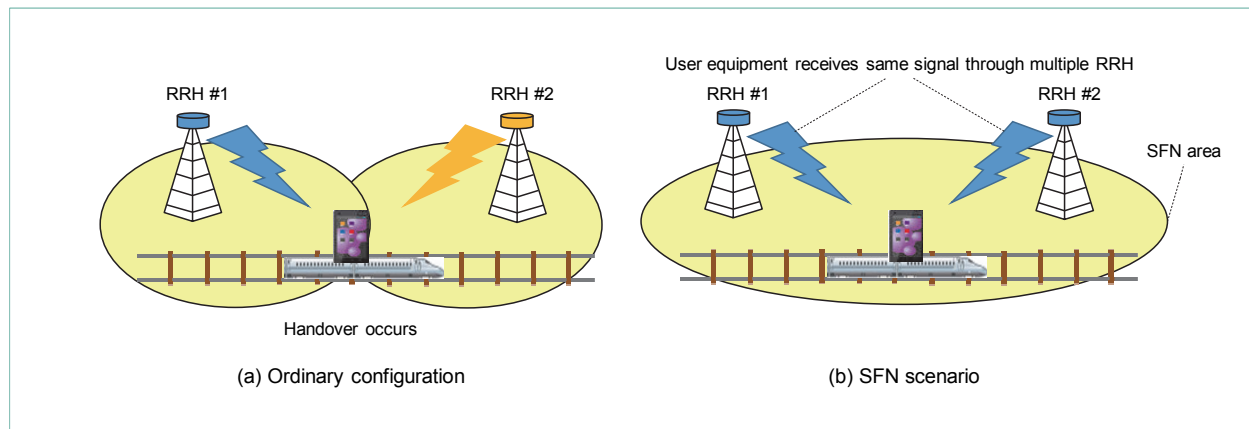 RRH #1
RRH #2
Handover occurs
(a) Ordinary configuration
User equipment receives same signal through multiple RRH
RRH #1
RRH #2
SFN area
(b) SFN scenario